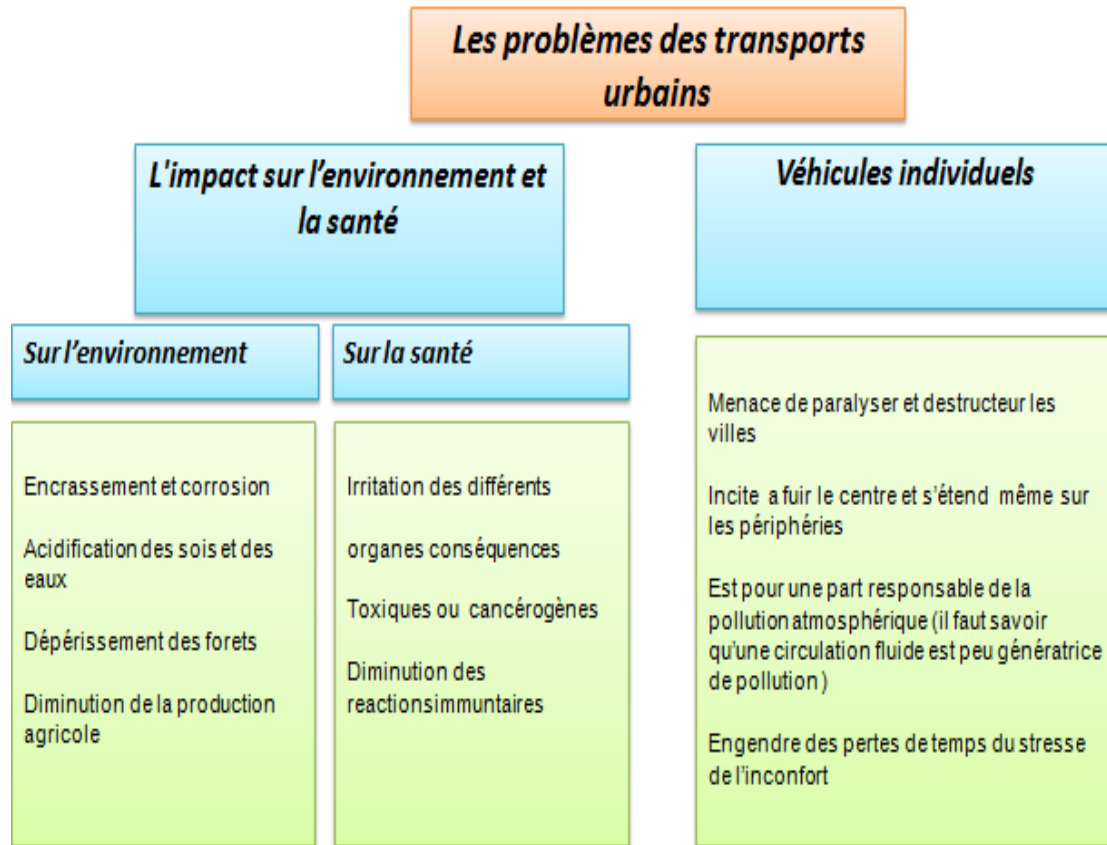 Les problèmes des transports
urbains
L'impact sur l'environnement et
la santé
Véhicules individuels
Sur l'environnement
Sur la santé
Encrassement et corrosion
Acidification des sois et des
eaux
Dépérissement des forets
Diminution de la production
agricole
Irritation des différents
organes conséquences
Toxiques ou cancérogènes
Diminution des
reactionsimmuntaires
Menace de paralyser et destructeur les
villes
Incite a fuir le centre et s'étend même sur
les périphéries
Est pour une part responsable de la
pollution atmosphérique (il faut savoir
qu'une circulation fluide est peu génératrice
de pollution )
Engendre des pertes de temps du stresse
de l'inconfort